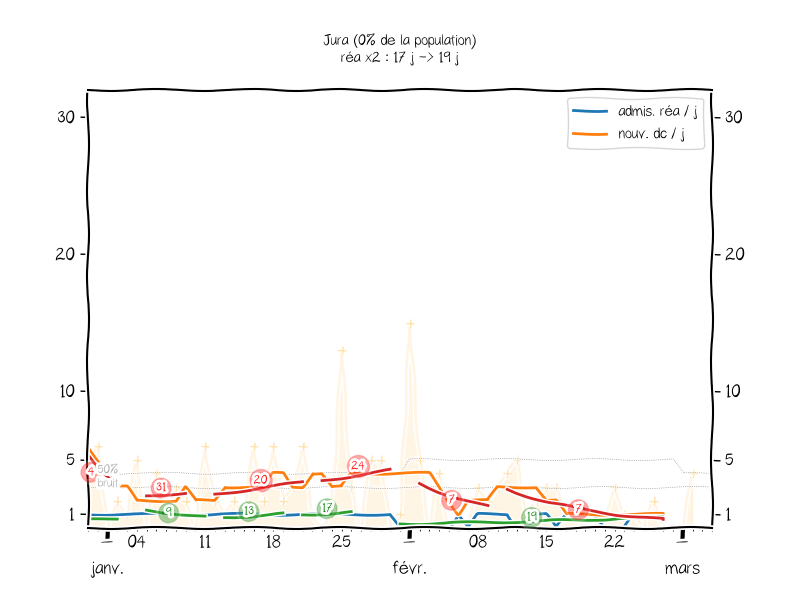 Jura (0% de la population)
réa x2 : 17 j -> 19 j
admis. réa / j
nouv. dc / j
30 30
20 20
10 10
5 5
1 1
4 50%
bruit
31 20 24 7 7
9 13 17 19
04 11 18 25 08 15 22
janv. févr. mars